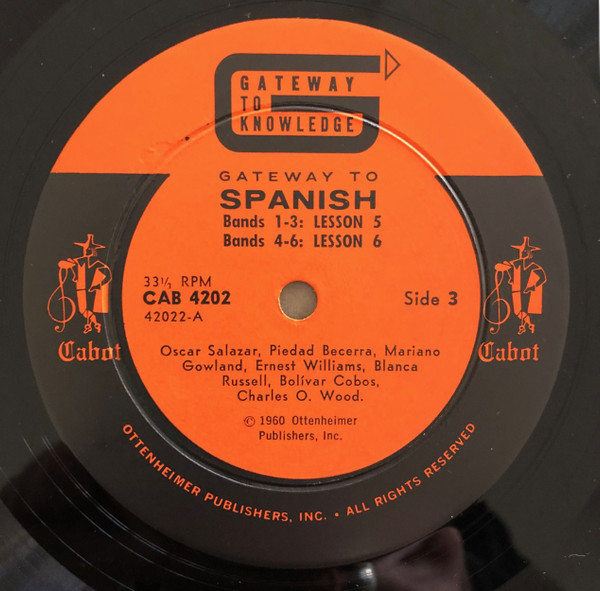 GATEWAY
TO
KNOWLEDGE
GATEWAY TO
SPANISH
Bands 1-3: LESSON 5
Bands 4-6: LESSON 6
33⅓ RPM
CAB 4202
42022-A
Side 3
Cabot
Cabot
Oscar Salazar, Piedad Becerra, Mariano
Gowland, Ernest Williams, Blanca
Russell, Bolívar Cobos,
Charles O. Wood.
© 1960 Ottenheimer
Publishers, Inc.
OTTENHEIMER PUBLISHERS, INC. • ALL RIGHTS RESERVED